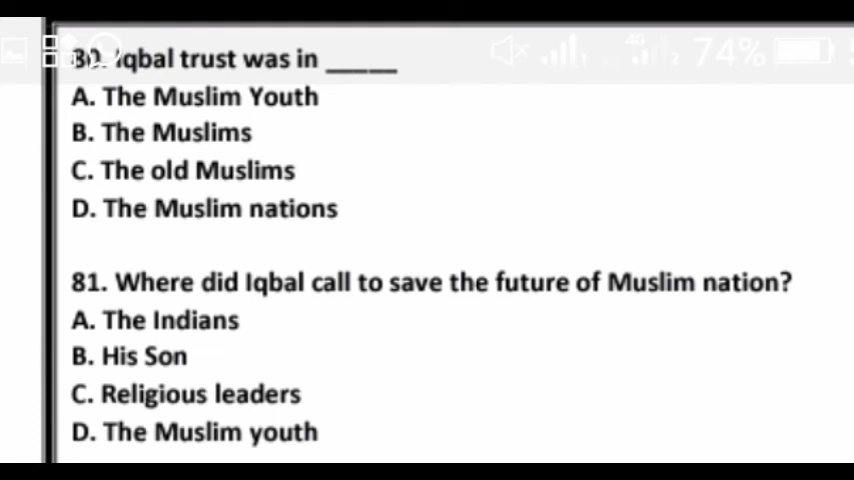 80. Iqbal trust was in _____
4G
2 74%
A. The Muslim Youth
B. The Muslims
C. The old Muslims
D. The Muslim nations
81. Where did Iqbal call to save the future of Muslim nation?
A. The Indians
B. His Son
C. Religious leaders
D. The Muslim youth